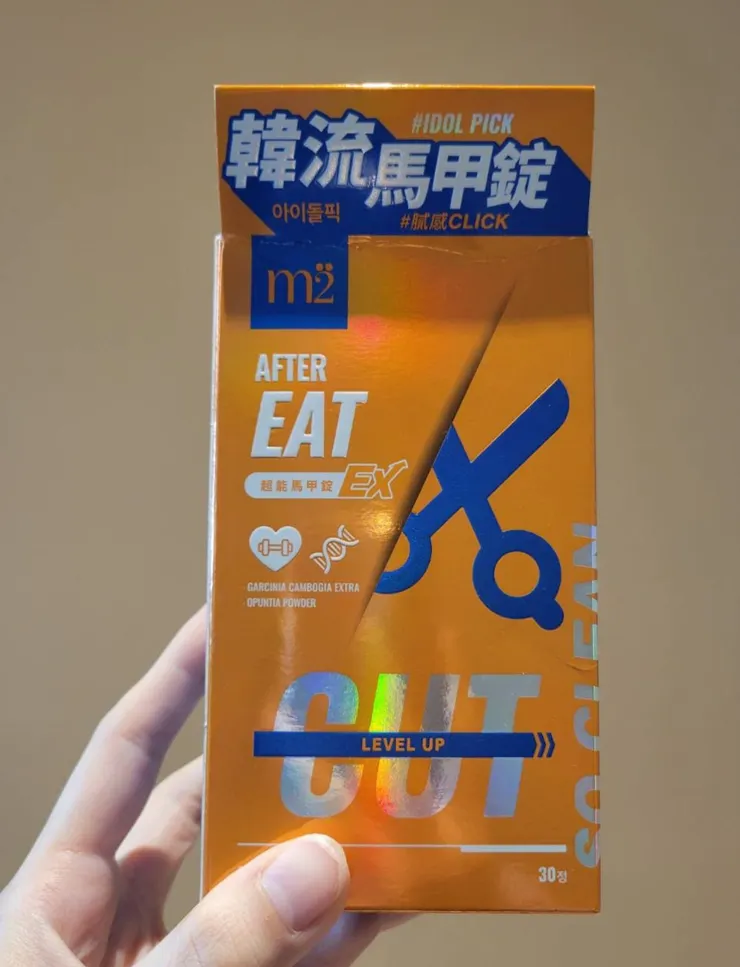 #IDOL PICK
韓流馬甲錠
아이돌픽
#膩感CLICK
m2
AFTER
EAT
超能馬甲錠 EX
GARCINIA CAMBOGIA EXTRA
OPUNTIA POWDER
CUT
LEVEL UP
SO CLEAN
30정